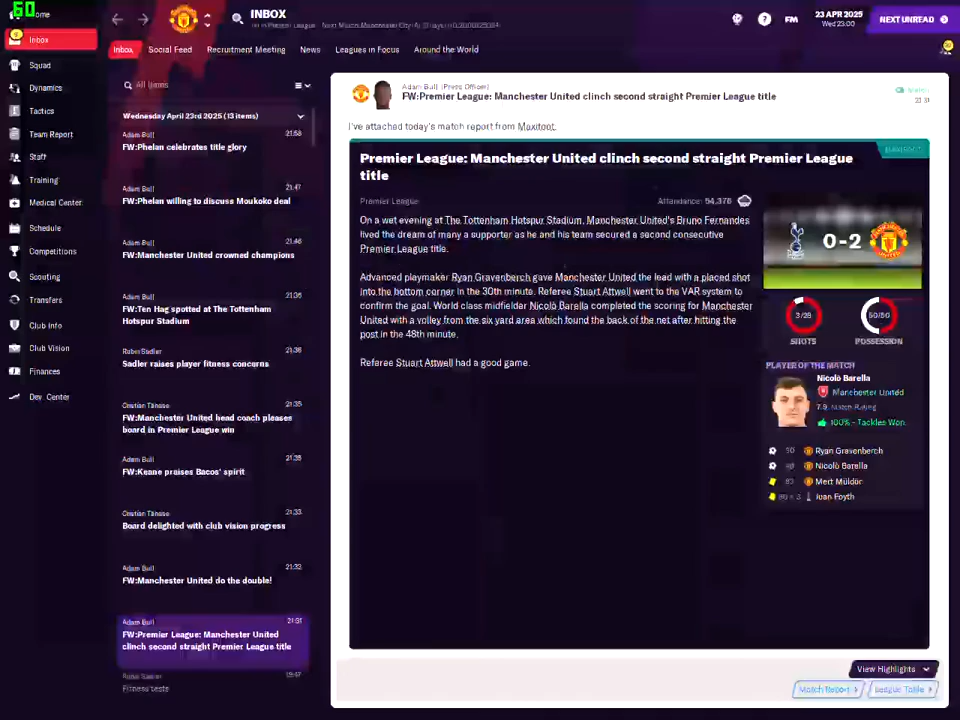 60
ome
INBOX
23 APR 2025
Wed 23:00
FM
NEXT UNREAD
Inbox
Inbox
Social Feed
Recruitment Meeting
News
Leagues in Focus
Around the World
Squad
Dynamics
Tactics
Team Report
Staff
Training
Medical Center
Schedule
Competitions
Scouting
Transfers
Club Info
Club Vision
Finances
Dev. Center
All Items
Wednesday April 23rd 2025 (13 items)
Adam Bull
21:58
FW:Phelan celebrates title glory
Adam Bull
21:47
FW:Phelan willing to discuss Moukoko deal
Adam Bull
21:46
FW:Manchester United crowned champions
Adam Bull
FW:Ten Hag spotted at The Tottenham
Hotspur Stadium
Sadler raises player fitness concerns
21:35
FW:Manchester United head coach pleases
board in Premier League win
Adam Bull
FW:Keane praises Bacos' spirit
21:33
Board delighted with club vision progress
Adam Bull
FW:Manchester United do the double!
Adam Bull
21:31
FW:Premier League: Manchester United
clinch second straight Premier League title
19:47
Fitness tests
Adam Bull (Press Officer)
FW:Premier League: Manchester United clinch second straight Premier League title
21:31
I've attached today's match report from
Premier League: Manchester United clinch second straight Premier League
title
Premier League
Attendance: 54,376
On a wet evening at The Tottenham Hotspur Stadium, Manchester United's Bruno Fernandes
lived the dream of many a supporter as he and his team secured a second consecutive
Premier League title.
Advanced playmaker Ryan Gravenberch gave Manchester United the lead with a placed shot
into the bottom corner in the 30th minute. Referee Stuart Attwell went to the VAR system to
confirm the goal. World class midfielder Nicolò Barella completed the scoring for Manchester
United with a volley from the six yard area which found the back of the net after hitting the
post in the 48th minute.
Referee Stuart Attwell had a good game.
0-2
3/28
50/50
SHOTS
POSSESSION
PLAYER OF THE MATCH
Nicolò Barella
Manchester United
7.9 Match Rating
100% - Tackles Won
Ryan Gravenberch
Nicolò Barella
Mert Müldür
Juan Foyth
View Highlights
Match Report
League Table